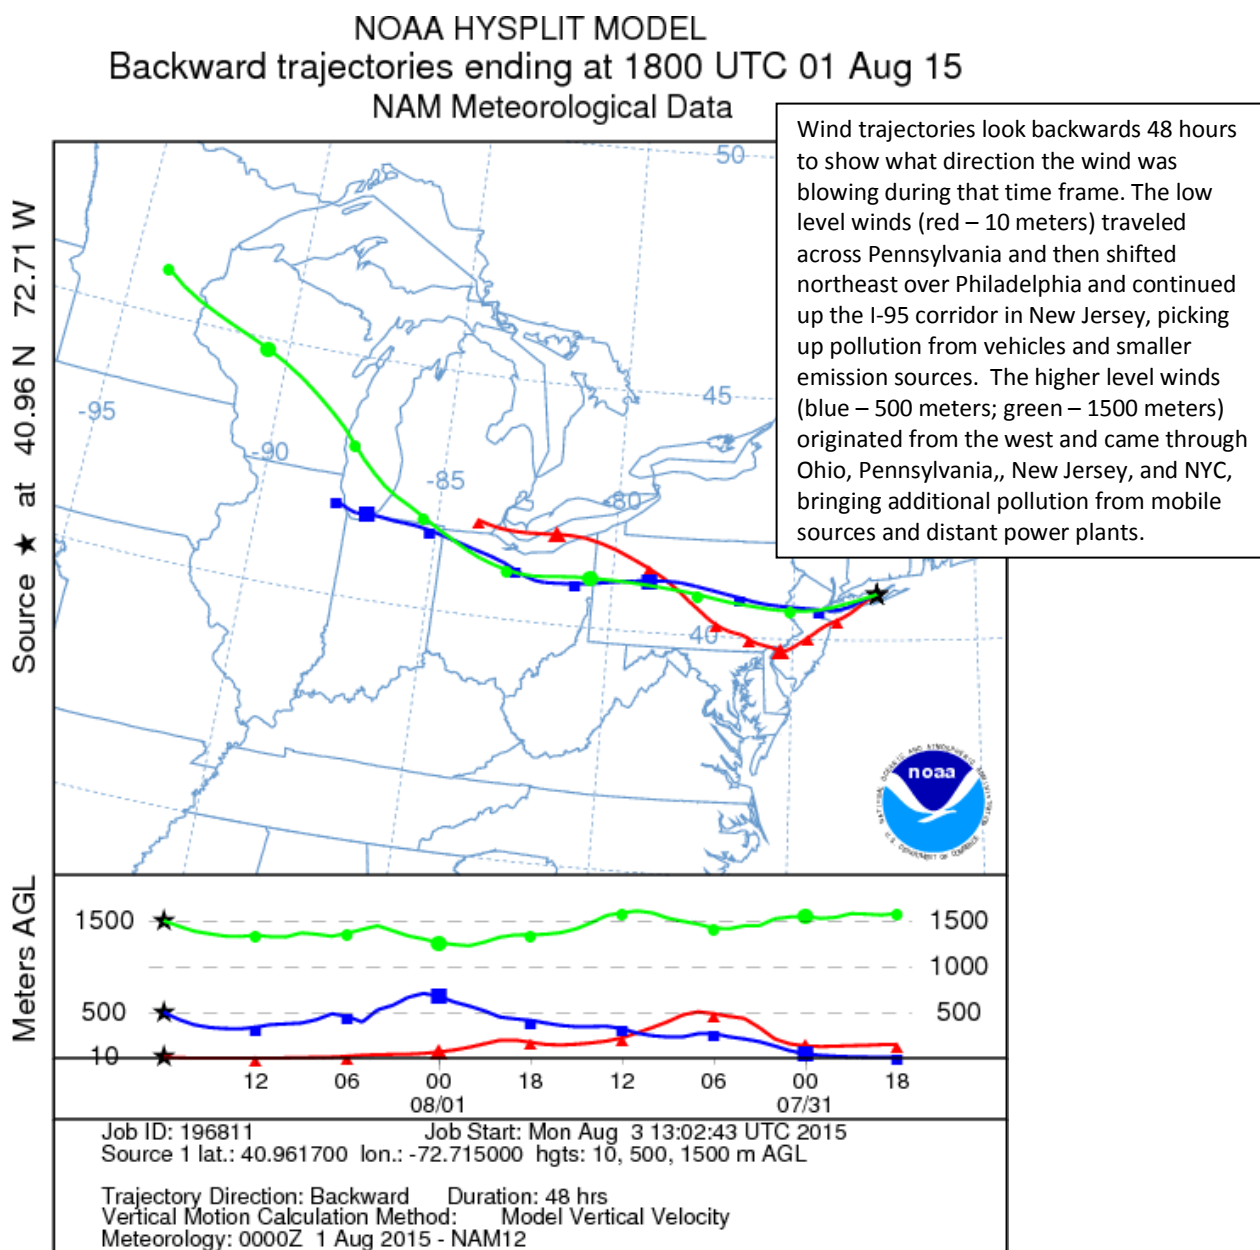 NOAA HYSPLIT MODEL
Backward trajectories ending at 1800 UTC 01 Aug 15
NAM Meteorological Data
Wind trajectories look backwards 48 hours
to show what direction the wind was
blowing during that time frame. The low
level winds (red – 10 meters) traveled
across Pennsylvania and then shifted
northeast over Philadelphia and continued
up the I-95 corridor in New Jersey, picking
up pollution from vehicles and smaller
emission sources.  The higher level winds
(blue – 500 meters; green – 1500 meters)
originated from the west and came through
Ohio, Pennsylvania,, New Jersey, and NYC,
bringing additional pollution from mobile
sources and distant power plants.
Source ★ at 40.96 N 72.71 W
50
45
-95
-90
-85
-80
40
noaa
NATIONAL OCEANIC AND ATMOSPHERIC ADMINISTRATION
U.S. DEPARTMENT OF COMMERCE
Meters AGL
1500 1500
1000
500 500
10
12 06 00 18 12 06 00 18
08/01 07/31
Job ID: 196811 Job Start: Mon Aug  3 13:02:43 UTC 2015
Source 1 lat.: 40.961700  lon.: -72.715000  hgts: 10, 500, 1500 m AGL
Trajectory Direction: Backward Duration: 48 hrs
Vertical Motion Calculation Method: Model Vertical Velocity
Meteorology: 0000Z  1 Aug 2015 - NAM12